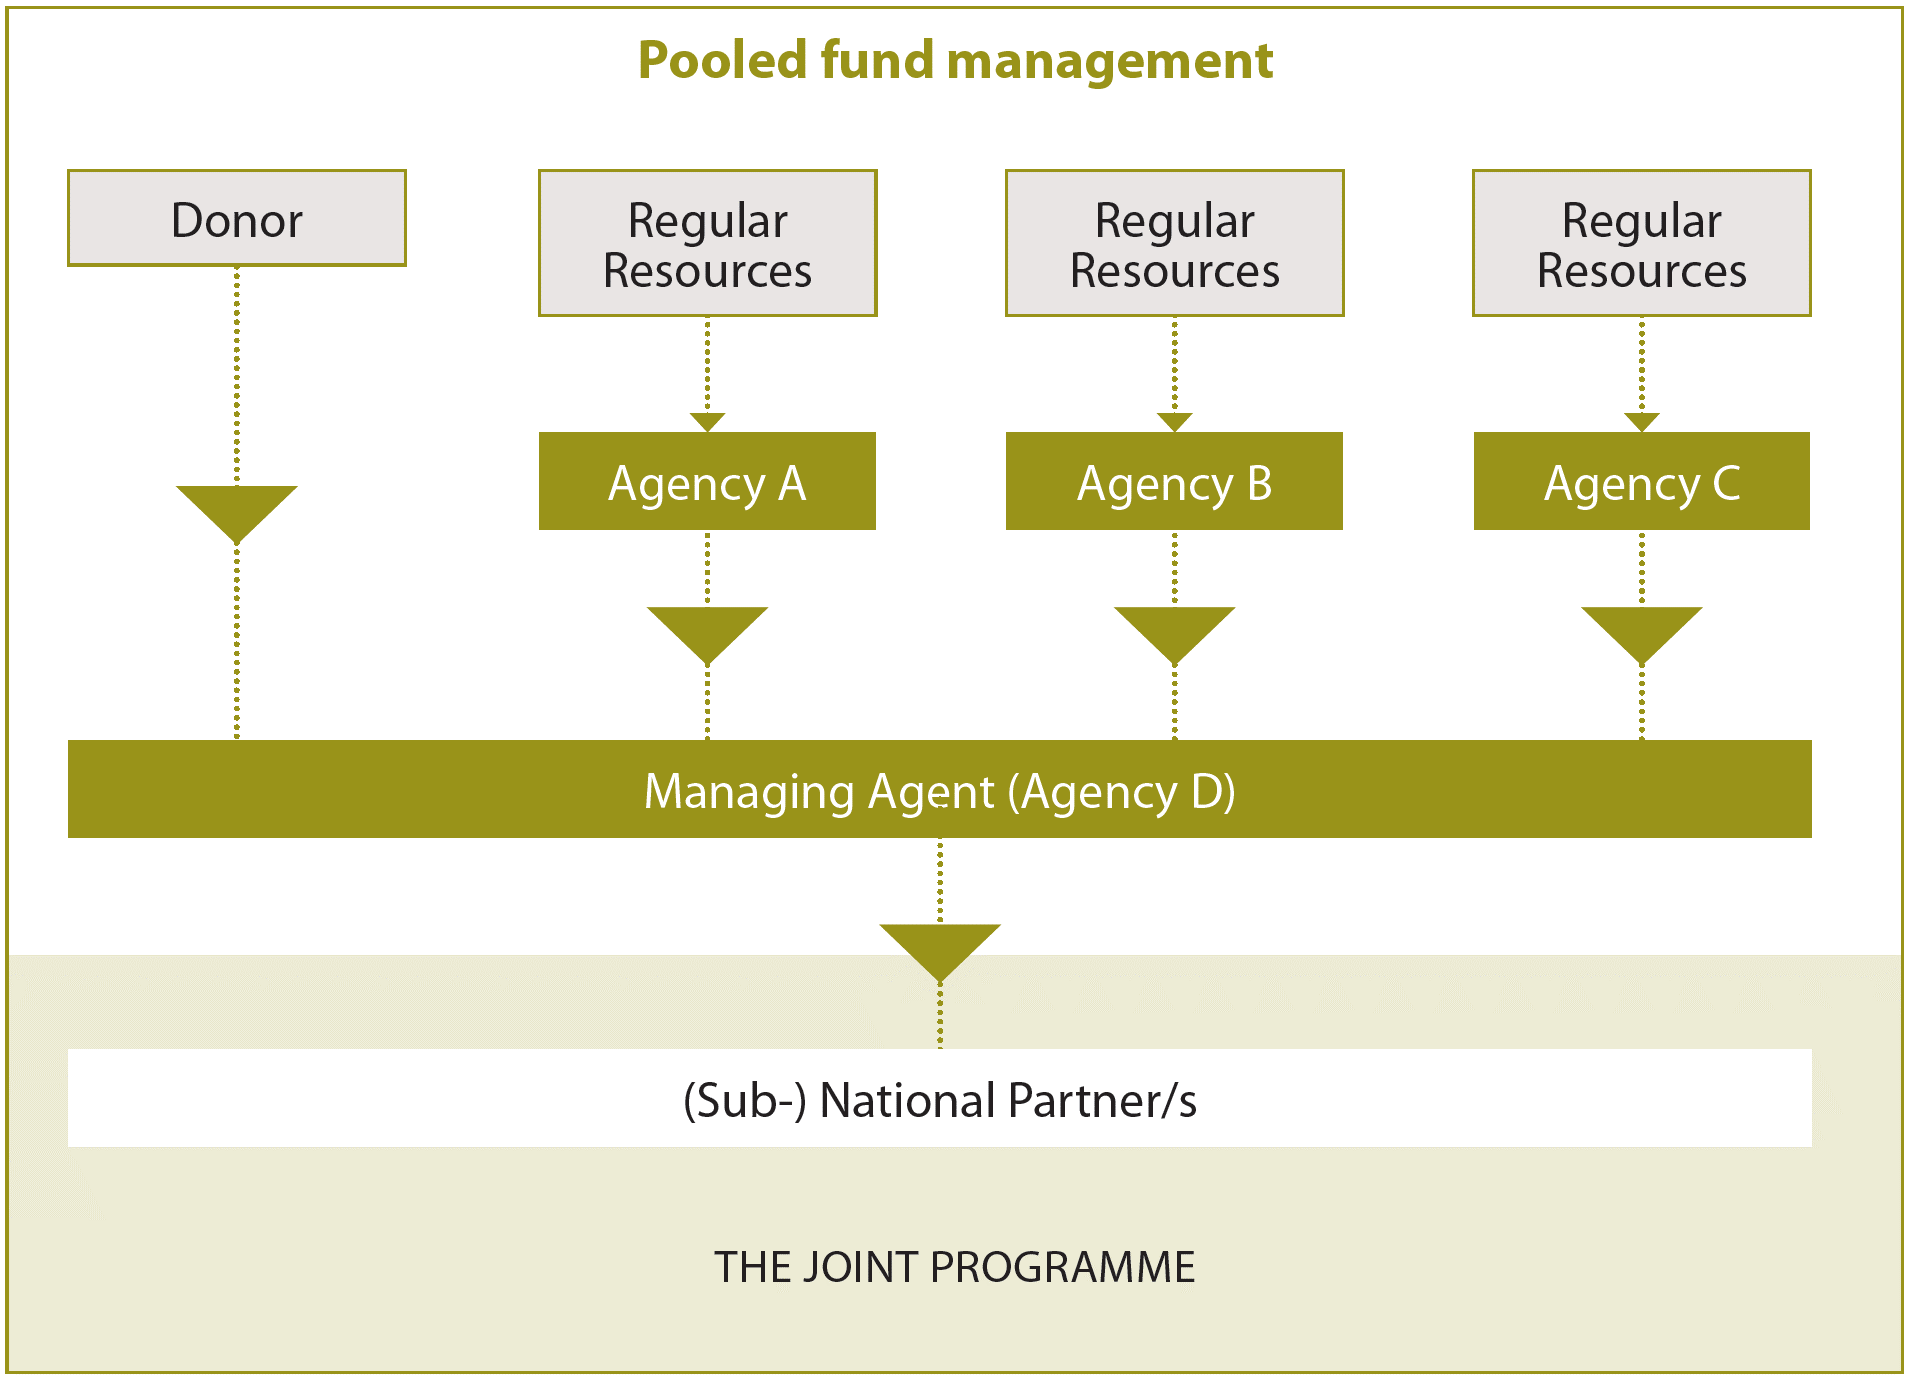 Pooled fund management
Donor
Regular
Resources
Regular
Resources
Regular
Resources
Agency A
Agency B
Agency C
Managing Agent (Agency D)
(Sub-) National Partner/s
THE JOINT PROGRAMME